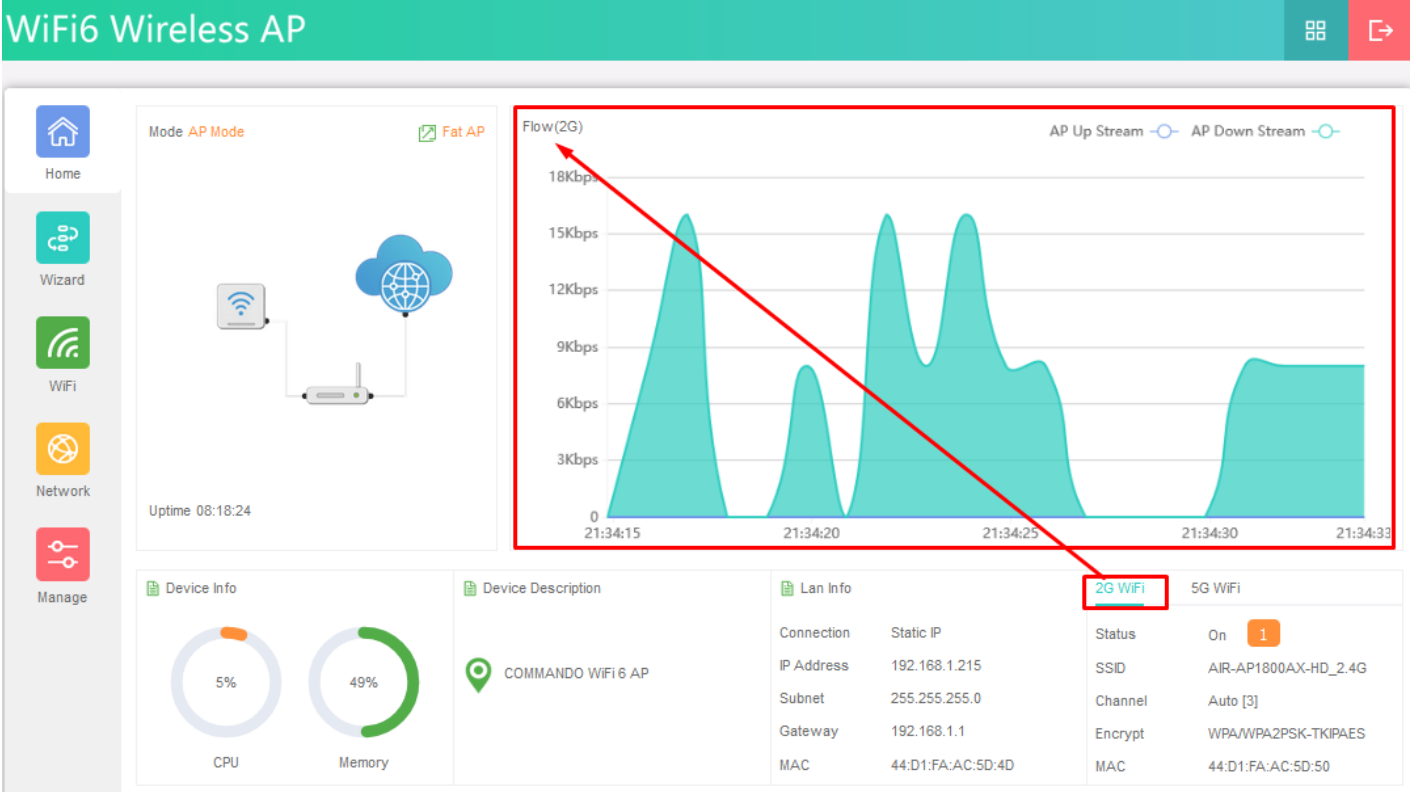 WiFi6 Wireless AP
Home
Wizard
WiFi
Network
Manage
Mode AP Mode
Fat AP
Uptime 08:18:24
Flow(2G)
AP Up Stream
AP Down Stream
18Kbps
15Kbps
12Kbps
9Kbps
6Kbps
3Kbps
0
21:34:15 21:34:20 21:34:25 21:34:30 21:34:33
Device Info
5%
49%
CPU
Memory
Device Description
COMMANDO WiFi 6 AP
Lan Info
Connection Static IP
IP Address 192.168.1.215
Subnet 255.255.255.0
Gateway 192.168.1.1
MAC 44:D1:FA:AC:5D:4D
2G WiFi 5G WiFi
Status On 1
SSID AIR-AP1800AX-HD_2.4G
Channel Auto [3]
Encrypt WPA/WPA2PSK-TKIPAES
MAC 44:D1:FA:AC:5D:50